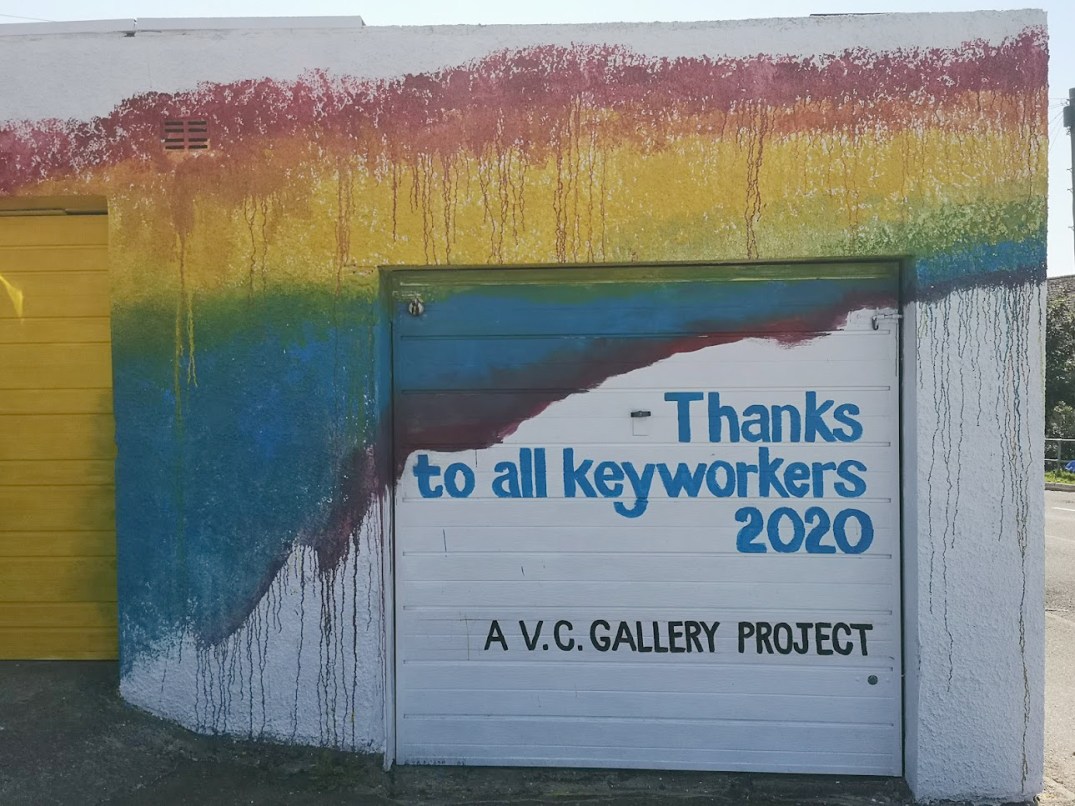 Thanks
to all keyworkers
2020
A V.C. GALLERY PROJECT